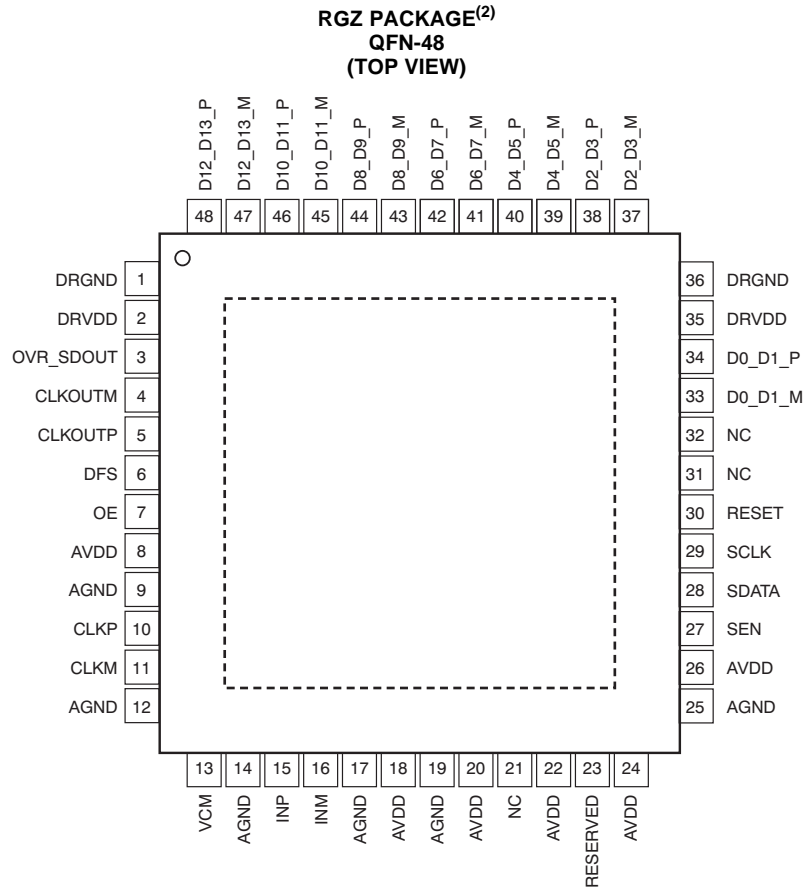 RGZ PACKAGE(2)
QFN-48
(TOP VIEW)
D12_D13_P
D12_D13_M
D10_D11_P
D10_D11_M
D8_D9_P
D8_D9_M
D6_D7_P
D6_D7_M
D4_D5_P
D4_D5_M
D2_D3_P
D2_D3_M
48 47 46 45 44 43 42 41 40 39 38 37
DRGND 1
DRVDD 2
OVR_SDOUT 3
CLKOUTM 4
CLKOUTP 5
DFS 6
OE 7
AVDD 8
AGND 9
CLKP 10
CLKM 11
AGND 12
36 DRGND
35 DRVDD
34 D0_D1_P
33 D0_D1_M
32 NC
31 NC
30 RESET
29 SCLK
28 SDATA
27 SEN
26 AVDD
25 AGND
13 14 15 16 17 18 19 20 21 22 23 24
VCM
AGND
INP
INM
AGND
AVDD
AGND
AVDD
NC
AVDD
RESERVED
AVDD